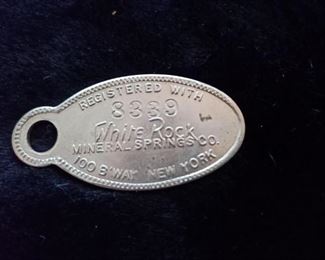 REGISTERED WITH
8339
White Rock
MINERAL SPRINGS CO.
100 B'WAY NEW YORK